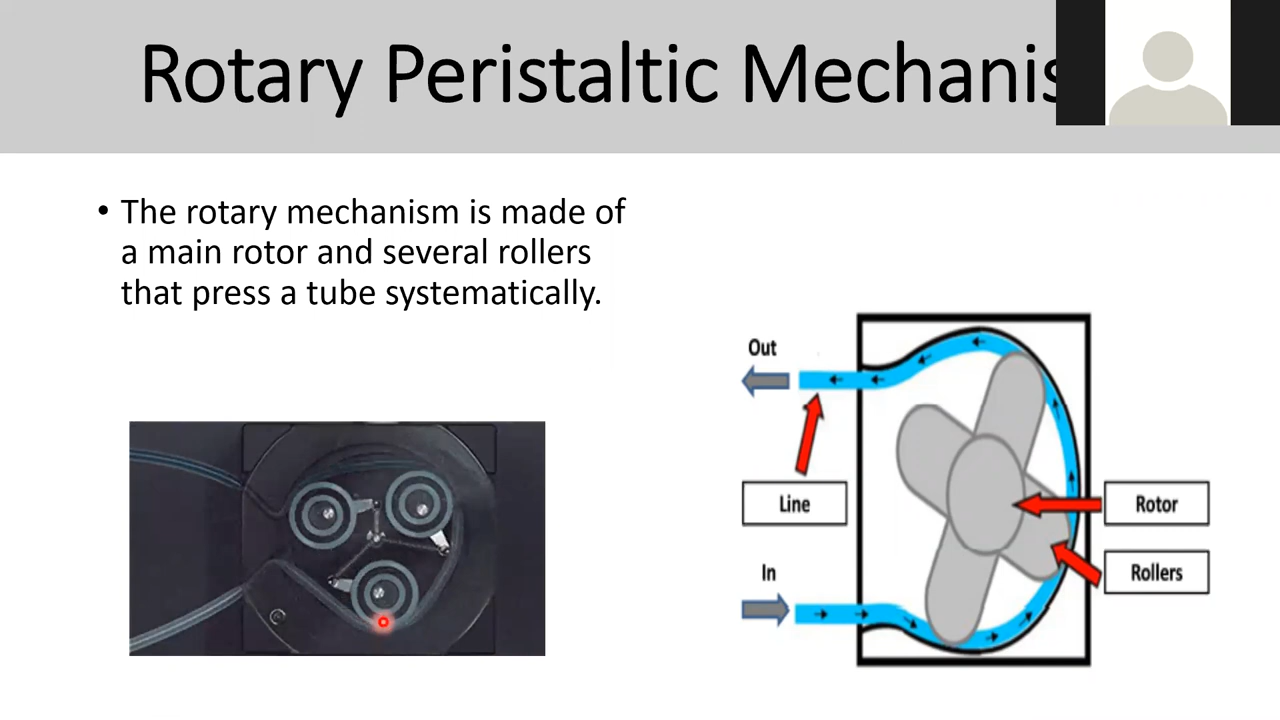 Rotary Peristaltic Mechanis
The rotary mechanism is made of
a main rotor and several rollers
that press a tube systematically.
Out
Line
Rotor
In
Rollers